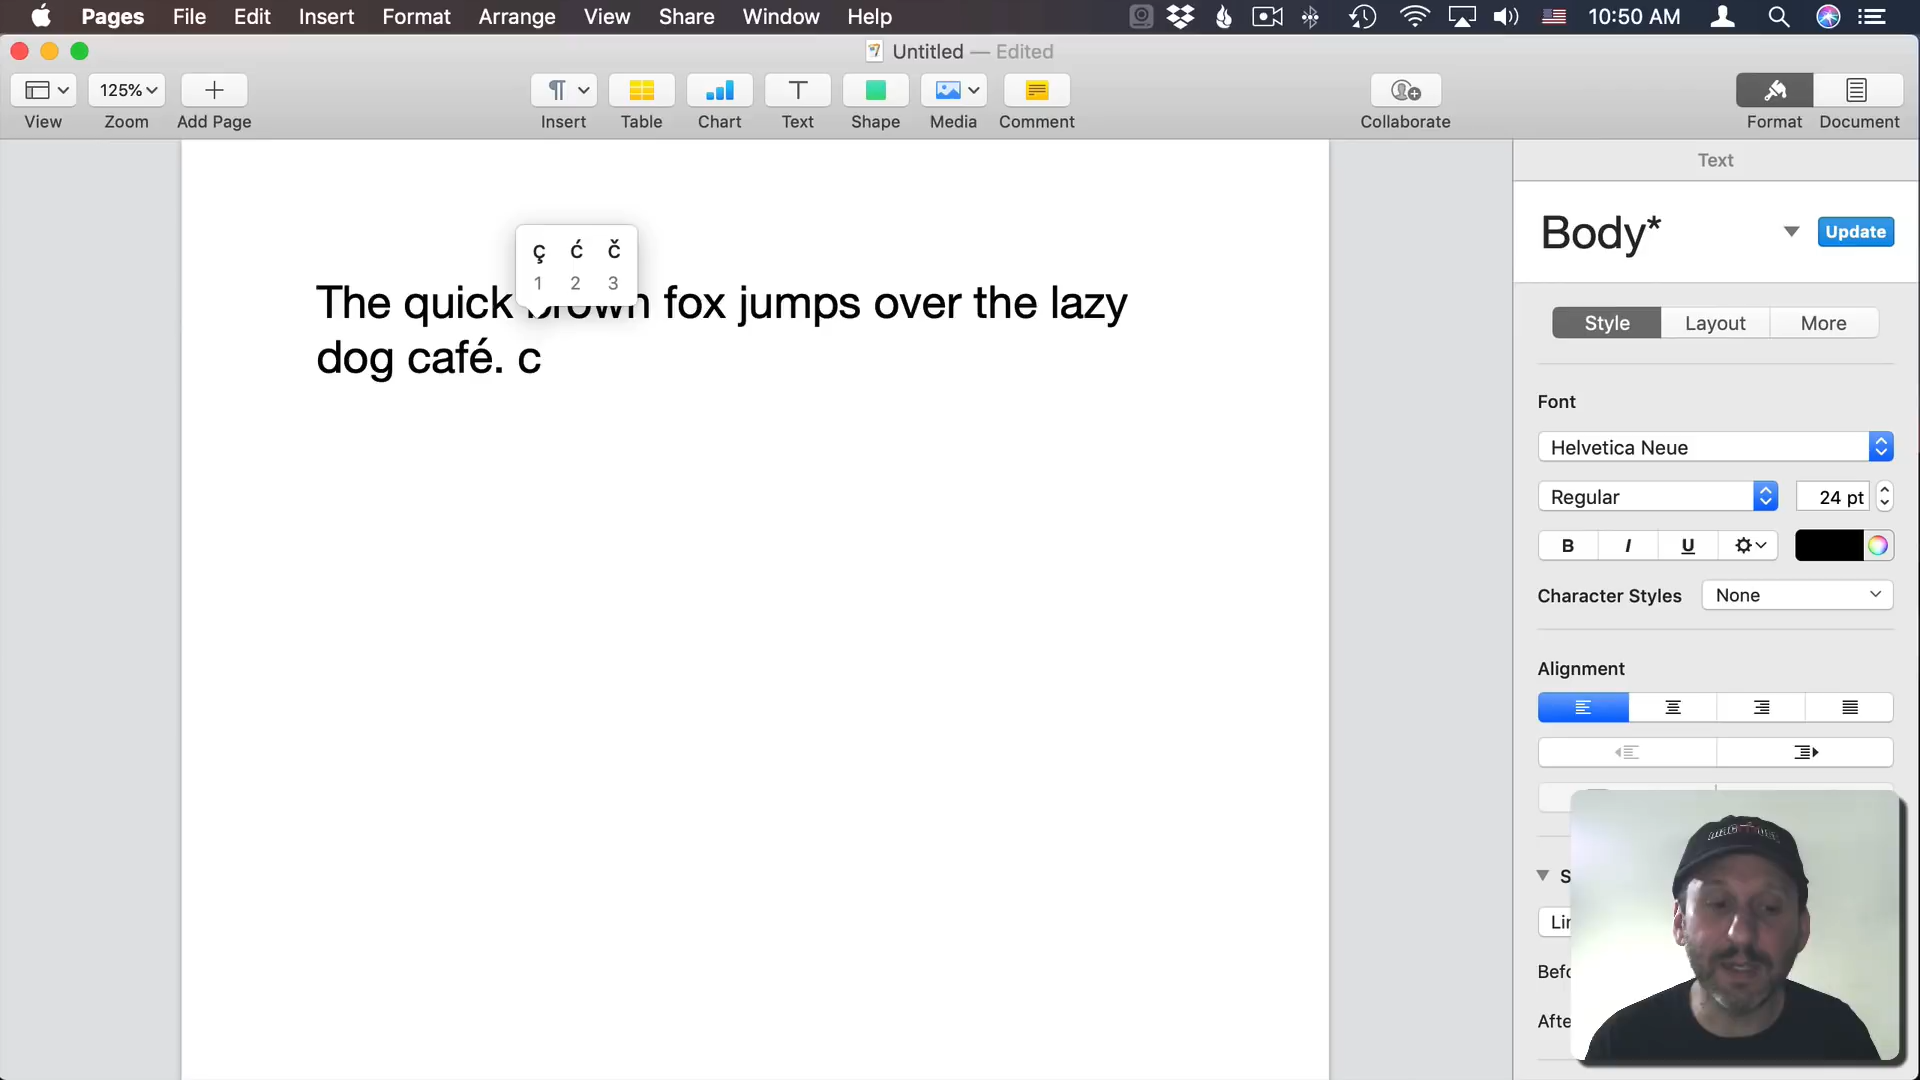 Pages File Edit Insert Format Arrange View Share Window Help 10:50 AM
Untitled — Edited
125%
View Zoom Add Page Insert Table Chart Text Shape Media Comment Collaborate Format Document
Text
Body* Update
Style Layout More
Font
Helvetica Neue
Regular 24 pt
B I U
Character Styles None
Alignment
ç ć č
1 2 3
The quick brown fox jumps over the lazy
dog café. c